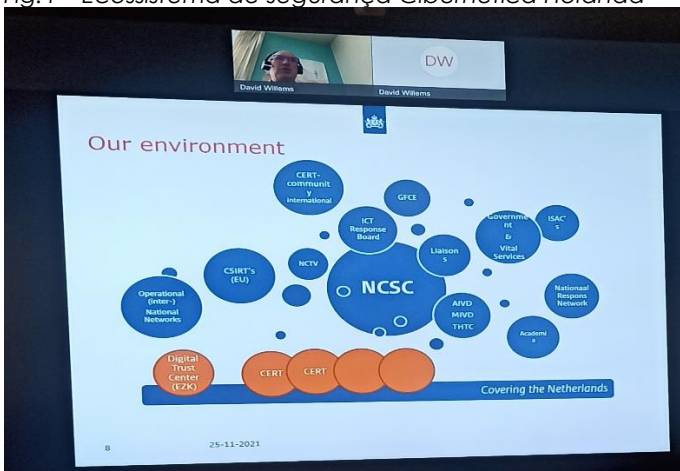 Fig.1 - Ecossistema de segurança Cibernética Holanda
DW
David Willems
David Willems
Our environment
CERT-
communit
y
international
GFCE
ICT
Response
Board
Governme
nt
&
Vital
Services
ISAC'
s
Liaison
s
NCTV
CSIRT's
(EU)
NCSC
Operational
(inter-)
National
Networks
AIVD
MIVD
THTC
Nationaal
Respons
Network
Academi
a
Digital
Trust
Center
(EZK)
CERT
CERT
Covering the Netherlands
8
25-11-2021